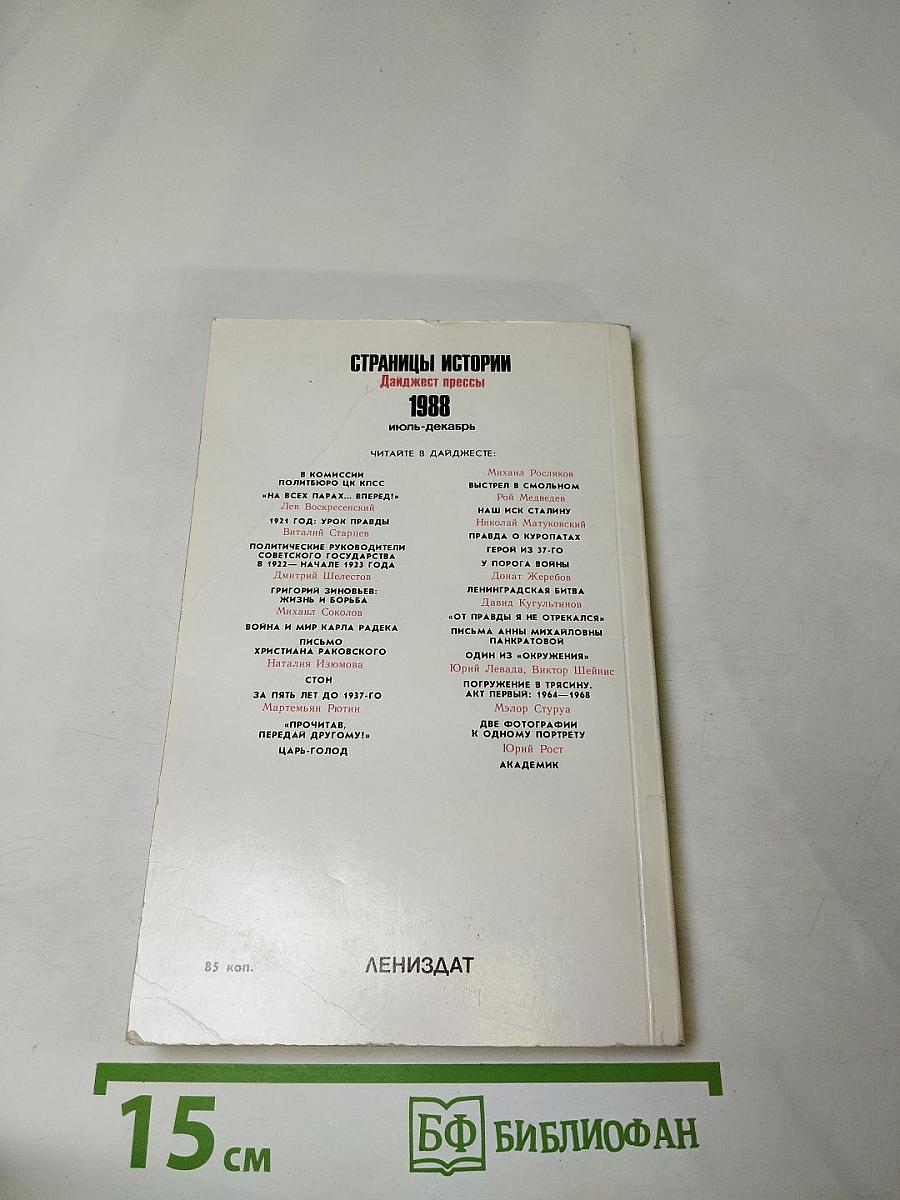 СТРАНИЦЫ ИСТОРИИ
Дайджест прессы
1988
июль-декабрь
ЧИТАЙТЕ В ДАЙДЖЕСТЕ:
В КОМИССИИ
ПОЛИТБЮРО ЦК КПСС
«НА ВСЕХ ПАРАХ... ВПЕРЕД!»
Лев Воскресенский
1921 ГОД: УРОК ПРАВДЫ
Виталий Старцев
ПОЛИТИЧЕСКИЕ РУКОВОДИТЕЛИ
СОВЕТСКОГО ГОСУДАРСТВА
В 1922— НАЧАЛЕ 1923 ГОДА
Дмитрий Шелестов
ГРИГОРИЙ ЗИНОВЬЕВ:
ЖИЗНЬ И БОРЬБА
Михаил Соколов
ВОЙНА И МИР КАРЛА РАДЕКА
ПИСЬМО
ХРИСТИАНА РАКОВСКОГО
Наталия Изюмова
СТОН
ЗА ПЯТЬ ЛЕТ ДО 1937-ГО
Мартемьян Рютин
«ПРОЧИТАВ,
ПЕРЕДАЙ ДРУГОМУ!»
ЦАРЬ-ГОЛОД
Михаил Росляков
ВЫСТРЕЛ В СМОЛЬНОМ
Рой Медведев
НАШ ИСК СТАЛИНУ
Николай Матуковский
ПРАВДА О КУРОПАТАХ
ГЕРОЙ ИЗ 37-ГО
У ПОРОГА ВОЙНЫ
Донат Жеребов
ЛЕНИНГРАДСКАЯ БИТВА
Давид Кугультинов
«ОТ ПРАВДЫ Я НЕ ОТРЕКАЛСЯ»
ПИСЬМА АННЫ МИХАЙЛОВНЫ
ПАНКРАТОВОЙ
ОДИН ИЗ «ОКРУЖЕНИЯ»
Юрий Левада, Виктор Шейнис
ПОГРУЖЕНИЕ В ТРЯСИНУ.
АКТ ПЕРВЫЙ: 1964—1968
Мэлор Стуруа
ДВЕ ФОТОГРАФИИ
К ОДНОМУ ПОРТРЕТУ
Юрий Рост
АКАДЕМИК
85 коп.
ЛЕНИЗДАТ
15 см
БФ БИБЛИОФАН